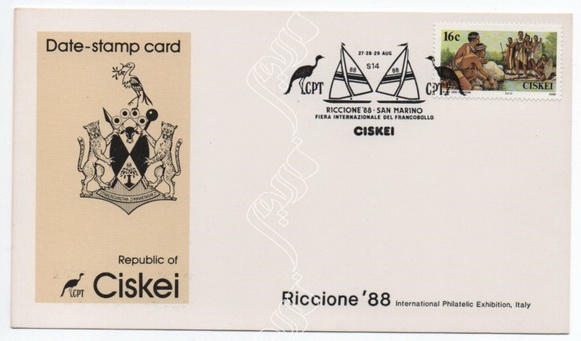 Date-stamp card
Republic of
CPT Ciskei
27-28-29 AUG
S14
88 88
CPT CPT
RICCIONE '88 - SAN MARINO
FIERA INTERNAZIONALE DEL FRANCOBOLLO
CISKEI
16c
CISKEI
Riccione '88 International Philatelic Exhibition, Italy